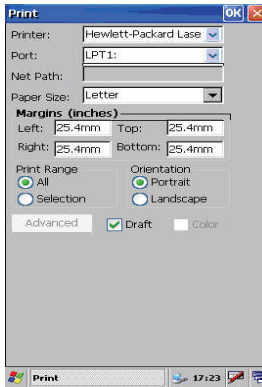 Print OK
Printer: Hewlett-Packard Lase
Port: LPT1:
Net Path:
Paper Size: Letter
Margins (inches)
Left: 25.4mm Top: 25.4mm
Right: 25.4mm Bottom: 25.4mm
Print Range Orientation
All Portrait
Selection Landscape
Advanced Draft Color
Print 17:23